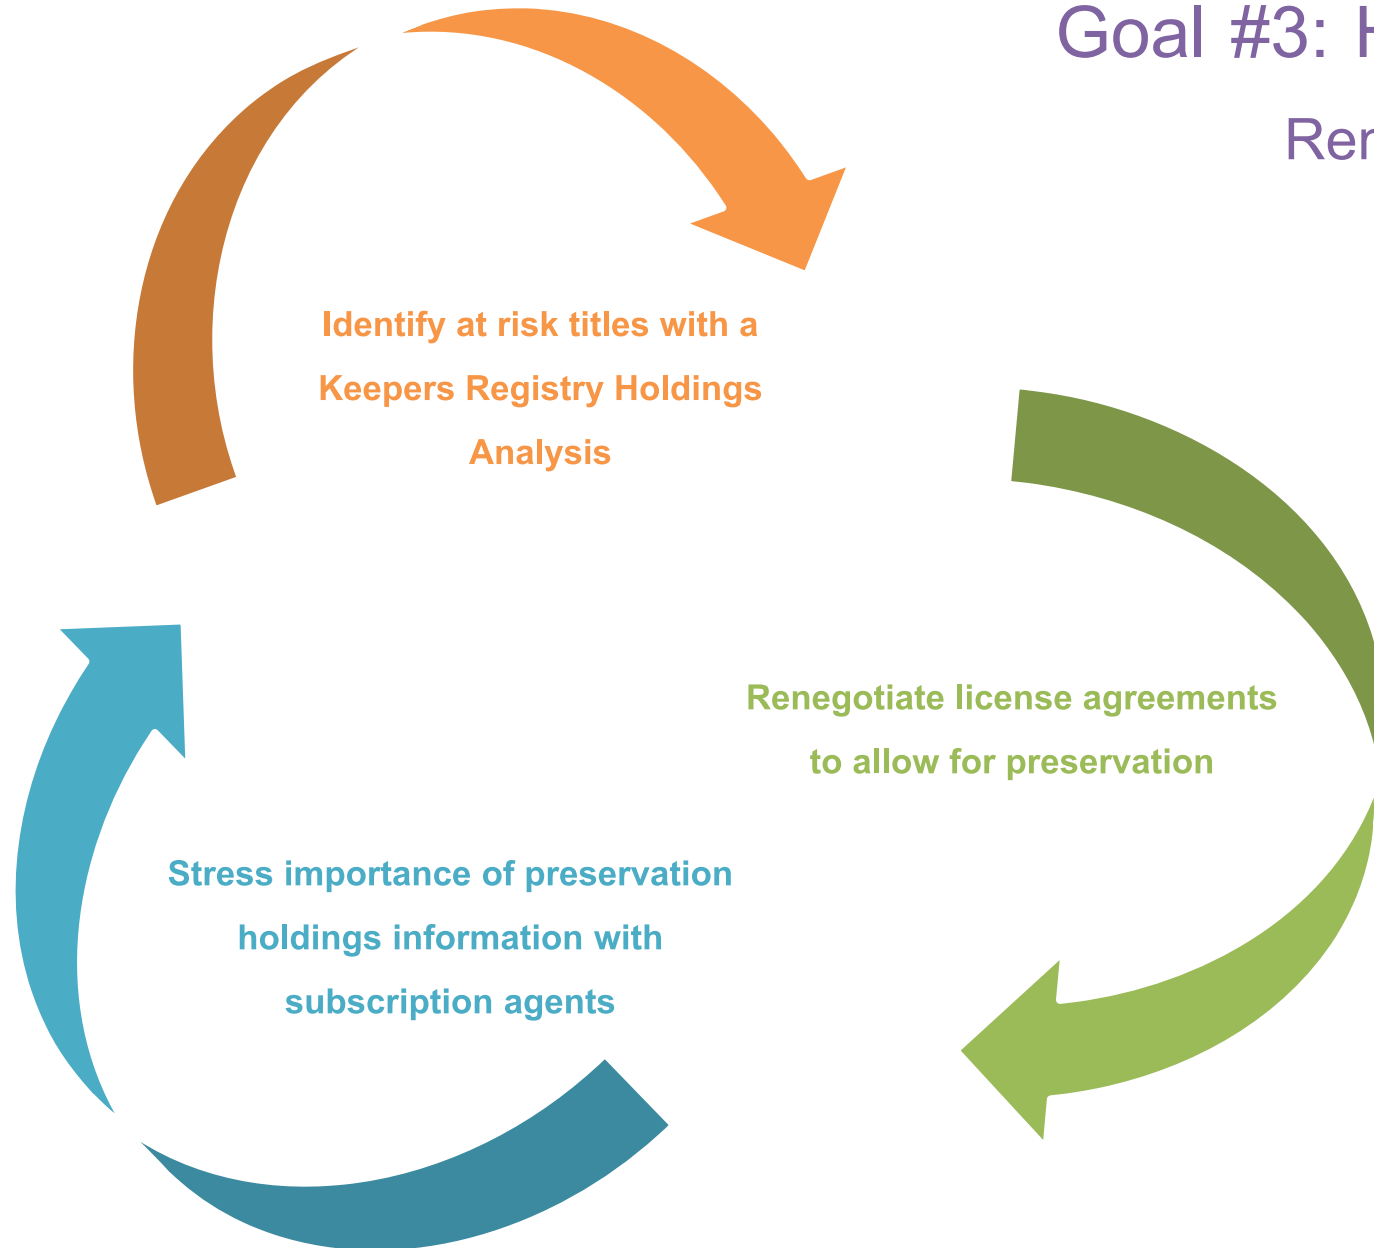 Goal #3:
Identify at risk titles with a
Keepers Registry Holdings
Analysis
Renegotiate license agreements
to allow for preservation
Stress importance of preservation
holdings information with
subscription agents